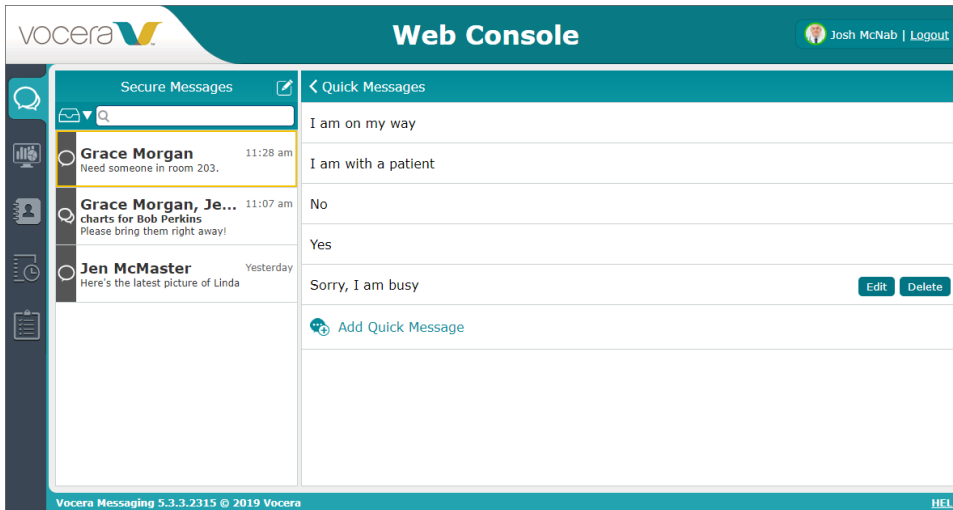 vocera
Web Console
Josh McNab | Logout
Secure Messages
Quick Messages
Grace Morgan 11:28 am
Need someone in room 203.
Grace Morgan, Je... 11:07 am
charts for Bob Perkins
Please bring them right away!
Jen McMaster Yesterday
Here's the latest picture of Linda
I am on my way
I am with a patient
No
Yes
Sorry, I am busy Edit Delete
Add Quick Message
Vocera Messaging 5.3.3.2315 © 2019 Vocera
HEL